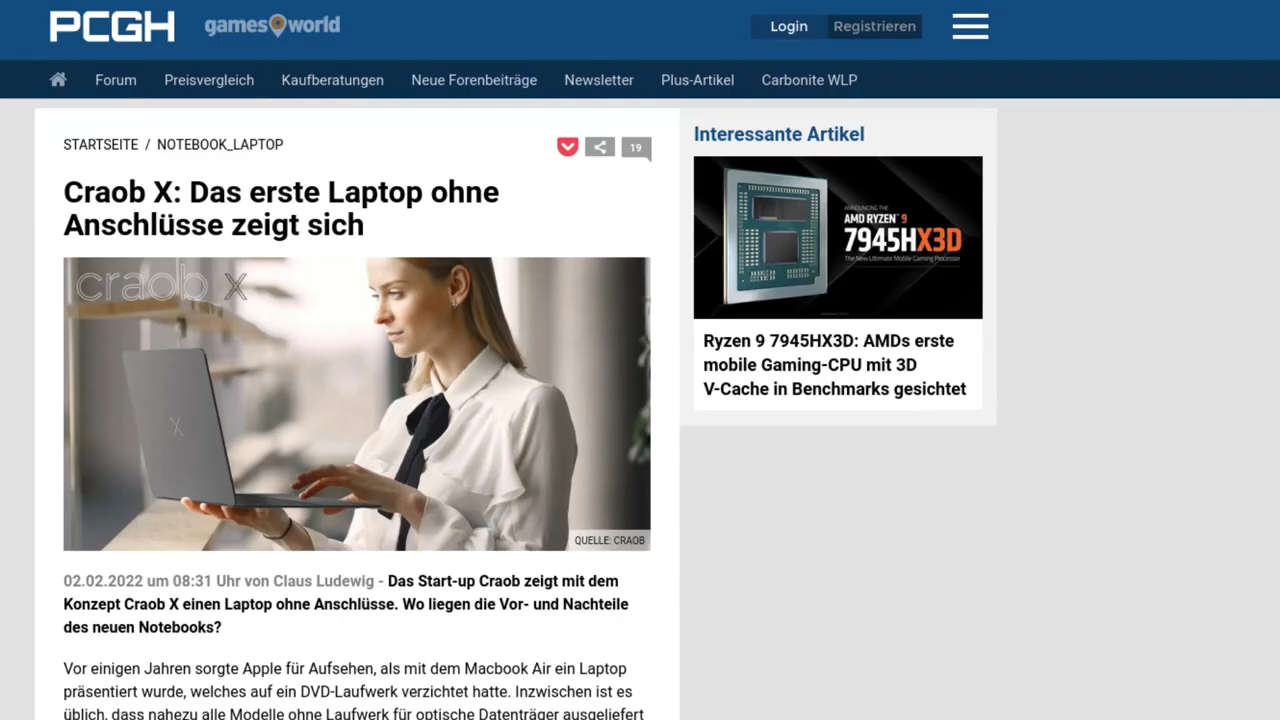 PCGH
gamesworld
Login
Registrieren
Forum
Preisvergleich
Kaufberatungen
Neue Forenbeiträge
Newsletter
Plus-Artikel
Carbonite WLP
STARTSEITE / NOTEBOOK_LAPTOP
19
Craob X: Das erste Laptop ohne
Anschlüsse zeigt sich
craob x
X
QUELLE: CRAOB
02.02.2022 um 08:31 Uhr von Claus Ludewig - Das Start-up Craob zeigt mit dem
Konzept Craob X einen Laptop ohne Anschlüsse. Wo liegen die Vor- und Nachteile
des neuen Notebooks?
Vor einigen Jahren sorgte Apple für Aufsehen, als mit dem Macbook Air ein Laptop
präsentiert wurde, welches auf ein DVD-Laufwerk verzichtet hatte. Inzwischen ist es
üblich, dass nahezu alle Modelle ohne Laufwerk für optische Datenträger ausgeliefert
Interessante Artikel
ANNOUNCING THE
AMD RYZEN™ 9
7945HX3D
The New Ultimate Mobile Gaming Processor
Ryzen 9 7945HX3D: AMDs erste
mobile Gaming-CPU mit 3D
V-Cache in Benchmarks gesichtet